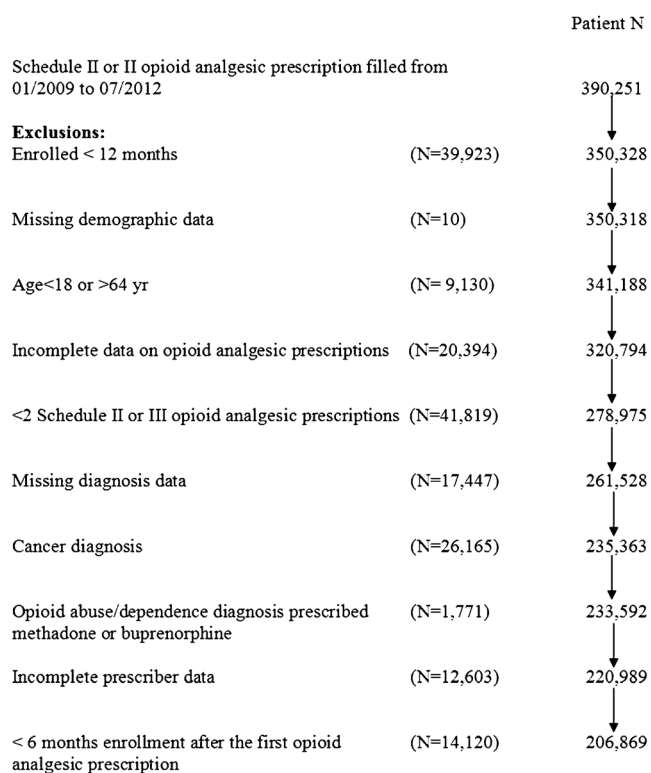 Patient N
Schedule II or II opioid analgesic prescription filled from
01/2009 to 07/2012 390,251
Exclusions:
Enrolled < 12 months (N=39,923) 350,328
Missing demographic data (N=10) 350,318
Age<18 or >64 yr (N= 9,130) 341,188
Incomplete data on opioid analgesic prescriptions (N=20,394) 320,794
<2 Schedule II or III opioid analgesic prescriptions (N=41,819) 278,975
Missing diagnosis data (N=17,447) 261,528
Cancer diagnosis (N=26,165) 235,363
Opioid abuse/dependence diagnosis prescribed (N=1,771) 233,592
methadone or buprenorphine
Incomplete prescriber data (N=12,603) 220,989
< 6 months enrollment after the first opioid (N=14,120) 206,869
analgesic prescription